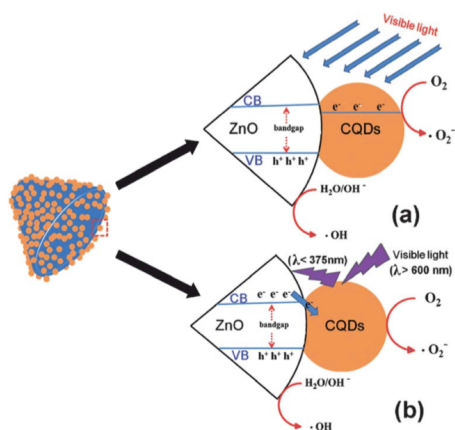 Visible light
CB
e⁻ e⁻ e⁻
O₂
ZnO
bandgap
CQDs
· O₂⁻
VB
h⁺ h⁺ h⁺
H₂O/OH⁻
· OH
(a)
(λ< 375nm)
Visible light
(λ> 600 nm)
CB
e⁻ e⁻ e⁻
e⁻
O₂
ZnO
bandgap
CQDs
· O₂⁻
VB
h⁺ h⁺ h⁺
H₂O/OH⁻
· OH
(b)